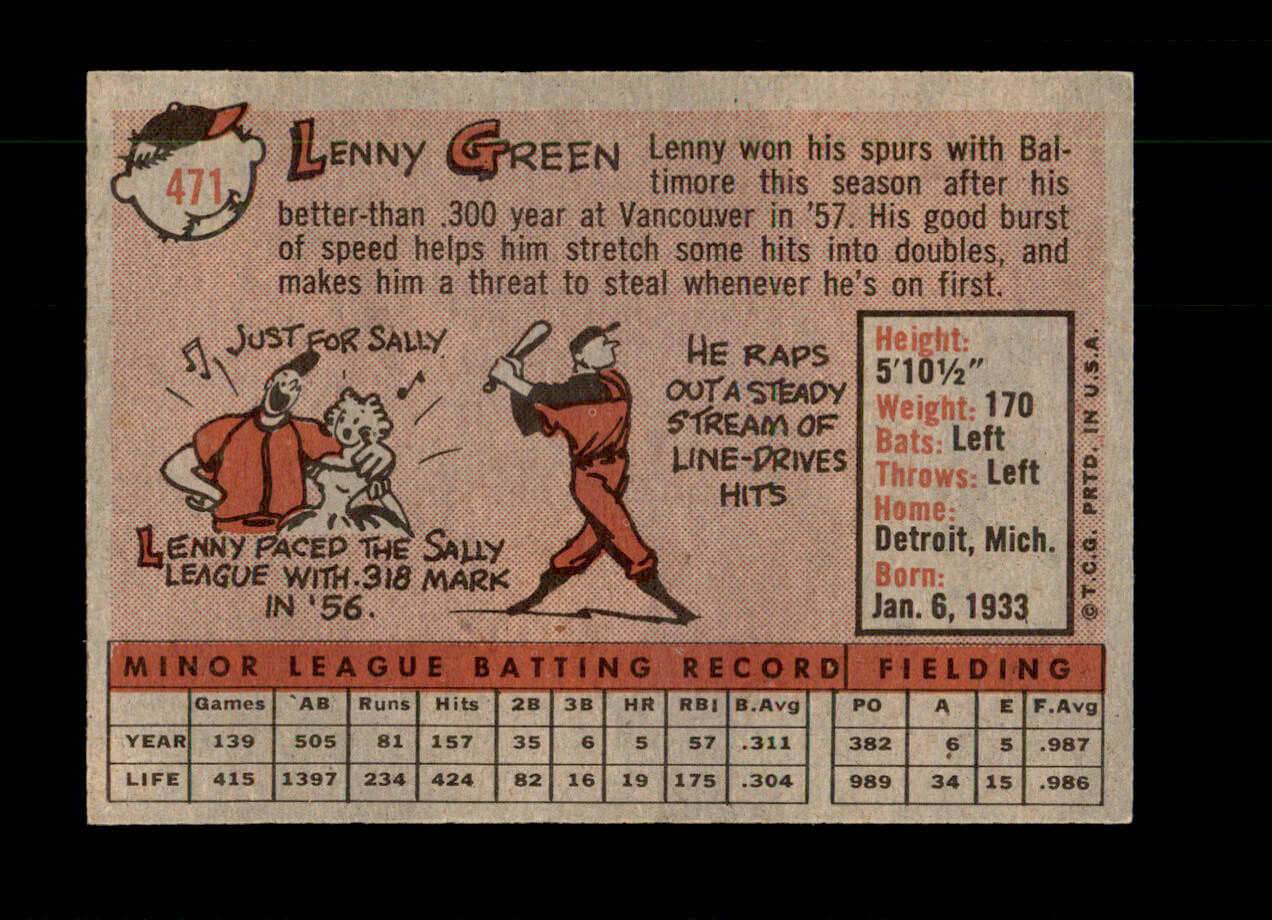 471
LENNY GREEN
Lenny won his spurs with Bal-
timore this season after his
better-than .300 year at Vancouver in '57. His good burst
of speed helps him stretch some hits into doubles, and
makes him a threat to steal whenever he's on first.
JUST FOR SALLY
LENNY PACED THE SALLY
LEAGUE WITH .318 MARK
IN '56.
HE RAPS
OUT A STEADY
STREAM OF
LINE-DRIVES
HITS
Height:
5'10½"
Weight: 170
Bats: Left
Throws: Left
Home:
Detroit, Mich.
Born:
Jan. 6, 1933
© T.C.G. PRTD. IN U.S.A.
MINOR LEAGUE BATTING RECORD FIELDING
Games AB Runs Hits 2B 3B HR RBI B.Avg PO A E F.Avg
YEAR 139 505 81 157 35 6 5 57 .311 382 6 5 .987
LIFE 415 1397 234 424 82 16 19 175 .304 989 34 15 .986